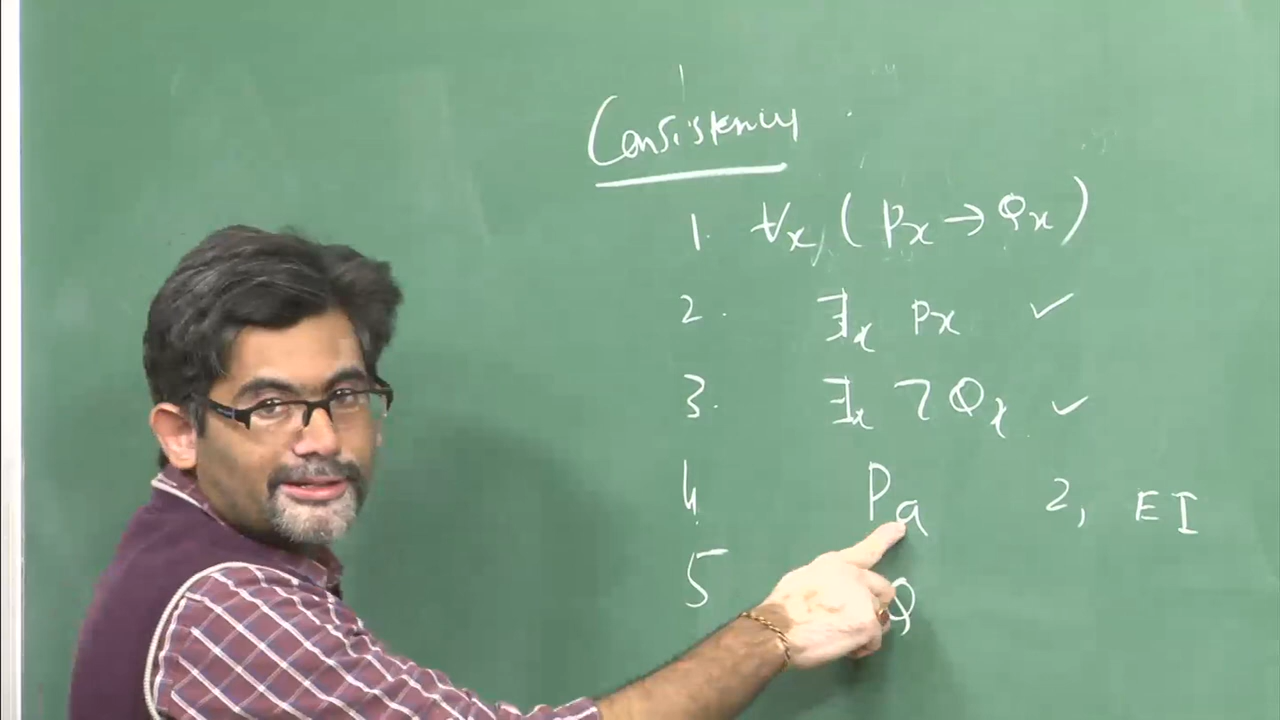 Consistency
1. ∀x (Px → Qx)
2. ∃x Px ✓
3. ∃x ¬Qx ✓
4. Pa 2, EI
5 Q